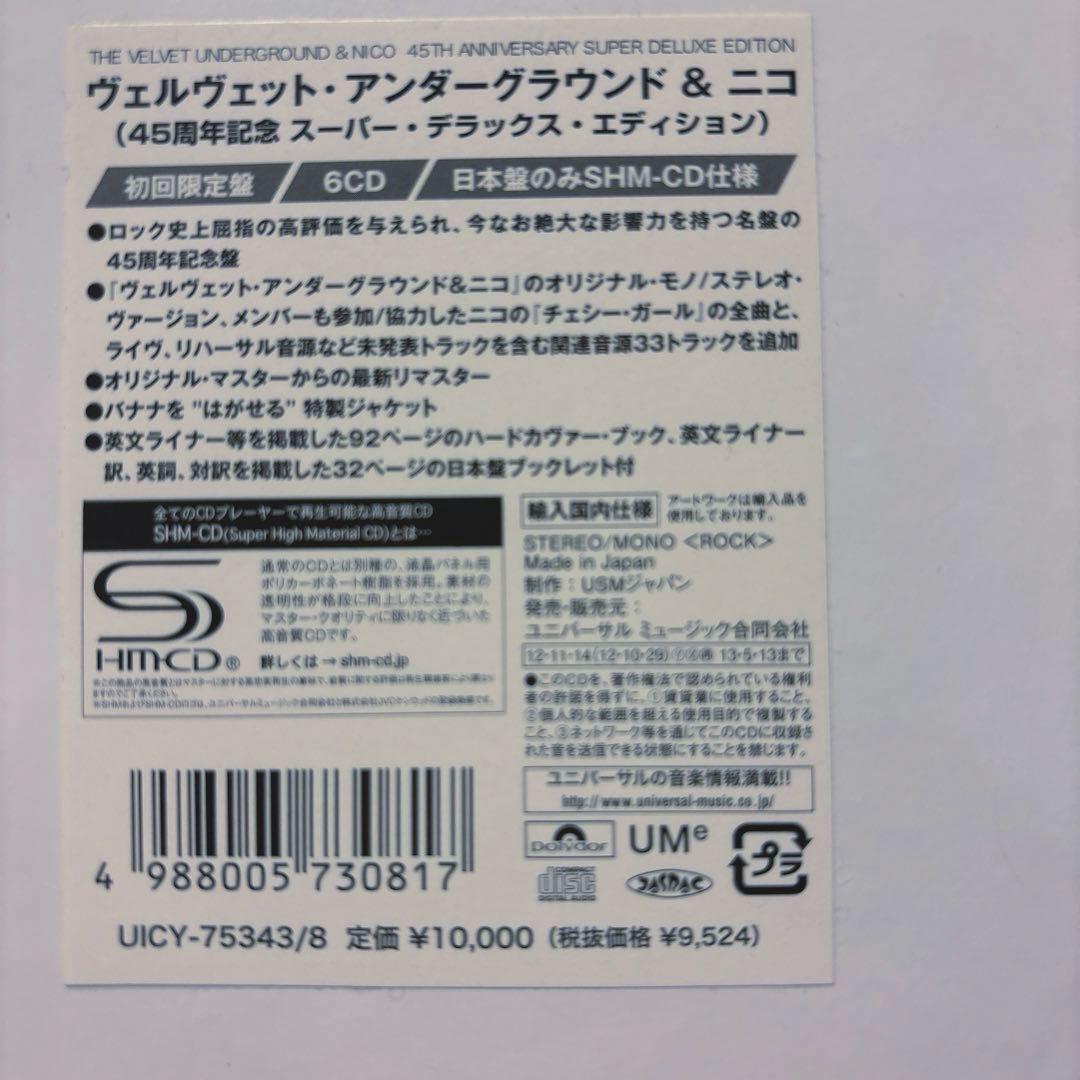 THE VELVET UNDERGROUND & NICO 45TH ANNIVERSARY SUPER DELUXE EDITION
ヴェルヴェット・アンダーグラウンド & ニコ
(45周年記念 スーパー・デラックス・エディション)
初回限定盤 6CD 日本盤のみSHM-CD仕様
●ロック史上屈指の高評価を与えられ、今なお絶大な影響力を持つ名盤の
45周年記念盤
●『ヴェルヴェット・アンダーグラウンド&ニコ』のオリジナル・モノ/ステレオ・
ヴァージョン、メンバーも参加/協力したニコの『チェシー・ガール』の全曲と、
ライヴ、リハーサル音源など未発表トラックを含む関連音源33トラックを追加
●オリジナル・マスターからの最新リマスター
●バナナを "はがせる" 特製ジャケット
●英文ライナー等を掲載した92ページのハードカヴァー・ブック、英文ライナー
訳、英詞、対訳を掲載した32ページの日本盤ブックレット付
全てのCDプレーヤーで再生可能な高音質CD
SHM-CD(Super High Material CD)とは…
通常のCDとは別種の、液晶パネル用
ポリカーボネート樹脂を採用。素材の
透明性が格段に向上したことにより、
マスター・クオリティに限りなく近づいた
高音質CDです。
HM-CD®
詳しくは→shm-cd.jp
輸入国内仕様
アートワークは輸入品を
使用しております。
STEREO/MONO <ROCK>
Made in Japan
制作:USMジャパン
発売・販売元:
ユニバーサル ミュージック合同会社
12・11・14(12・10・29) 13・5・13まで
●このCDを、著作権法で認められている権利
者の許諾を得ずに、①賃貸業に使用すること、
②個人的な範囲を超える使用目的で複製する
こと、③ネットワーク等を通じてこのCDに収録さ
れた音を送信できる状態にすることを禁じます。
ユニバーサルの音楽情報満載!!
http://www.universal-music.co.jp/
polydor
UMe
COMPACT
disc
DIGITAL AUDIO
JASRAC
プラ
4 988005 730817
UICY-75343/8 定価 ¥10,000 (税抜価格 ¥9,524)